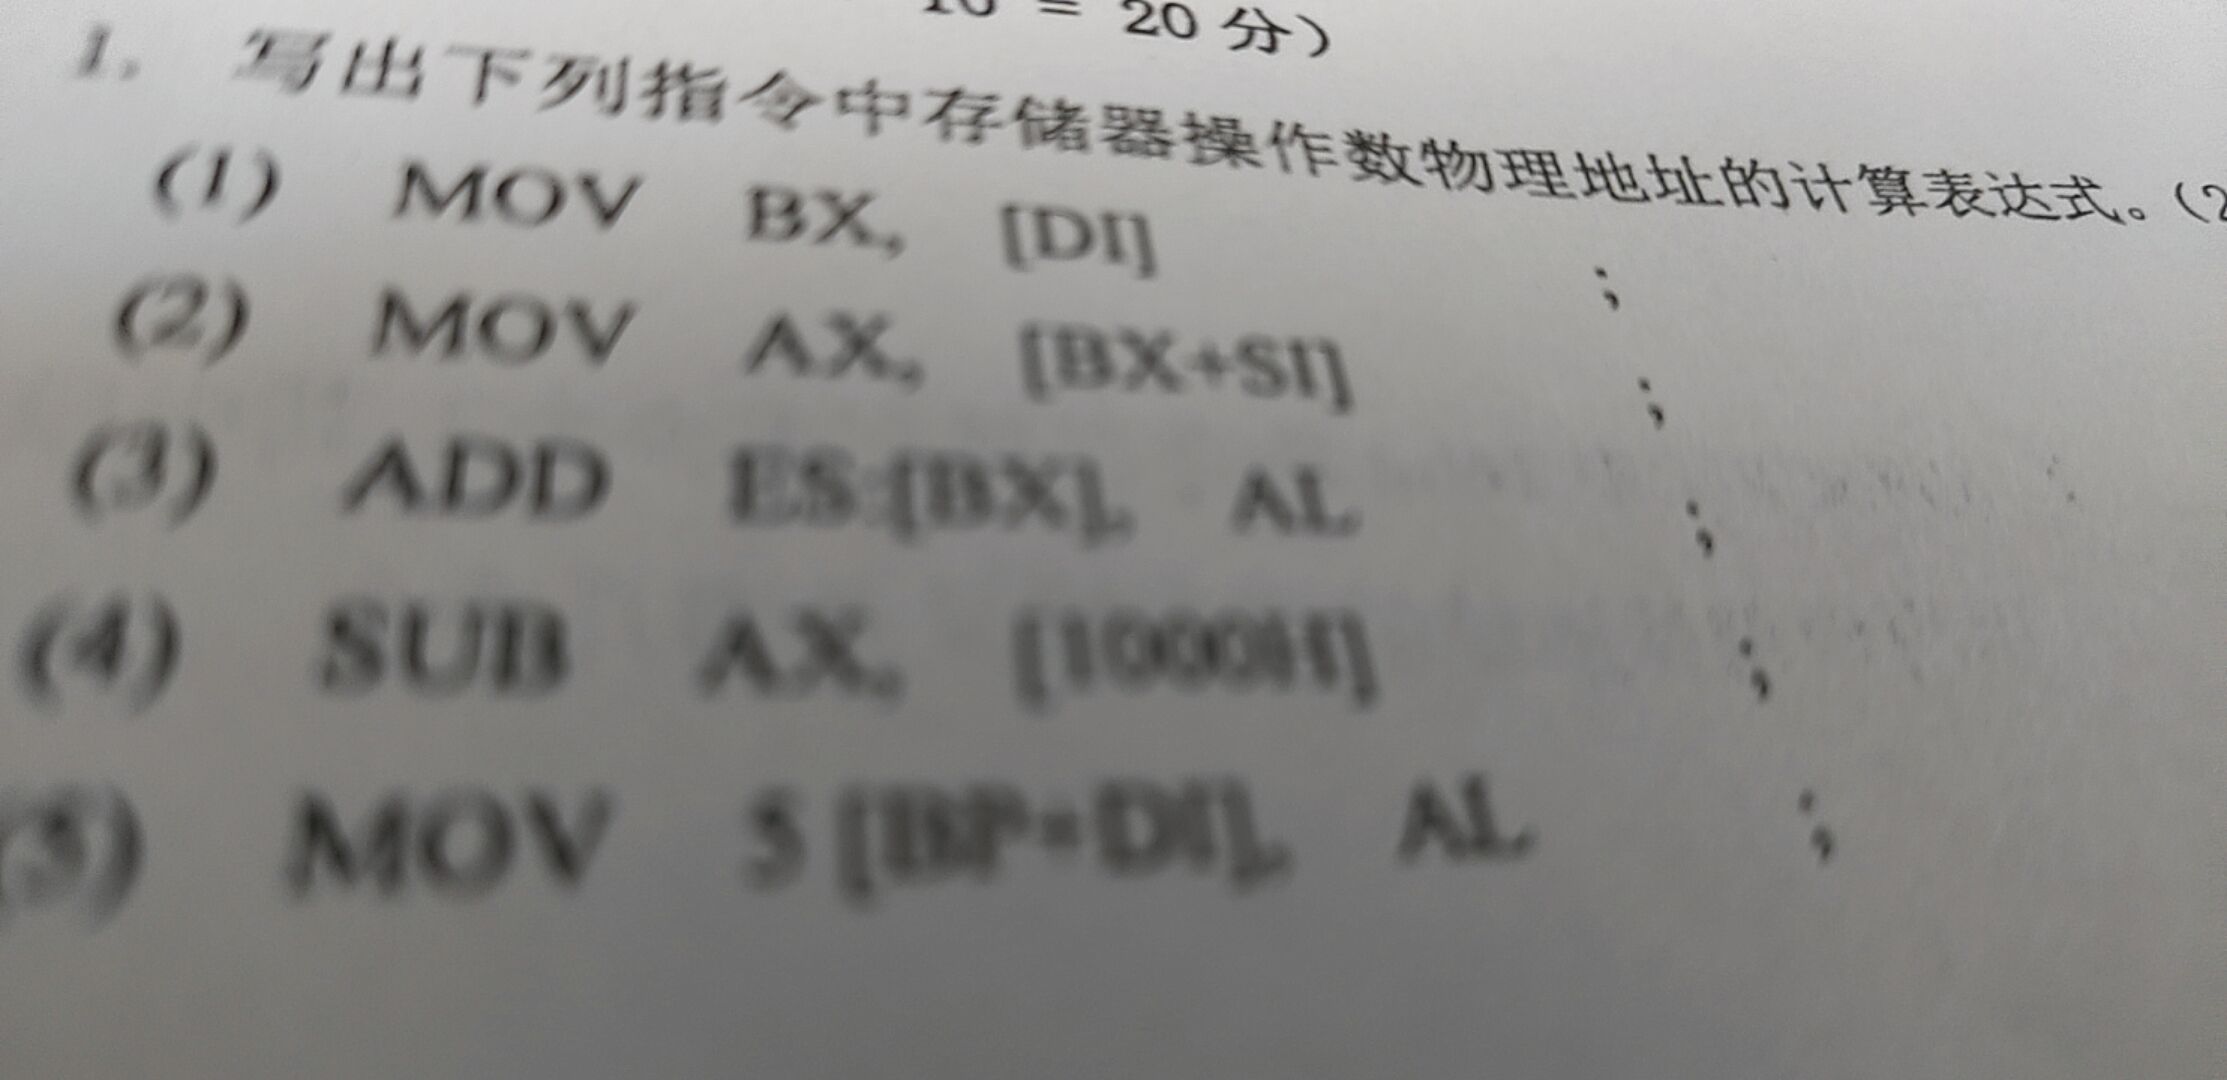 = 20 分)
1. 写出下列指令中存储器操作数物理地址的计算表达式。(2
(1) MOV BX, [DI] ;
(2) MOV AX, [BX+SI] ;
(3) ADD ES:[BX], AL ;
(4) SUB AX, [1000H] ;
(5) MOV 5 [BP+DI], AL ;